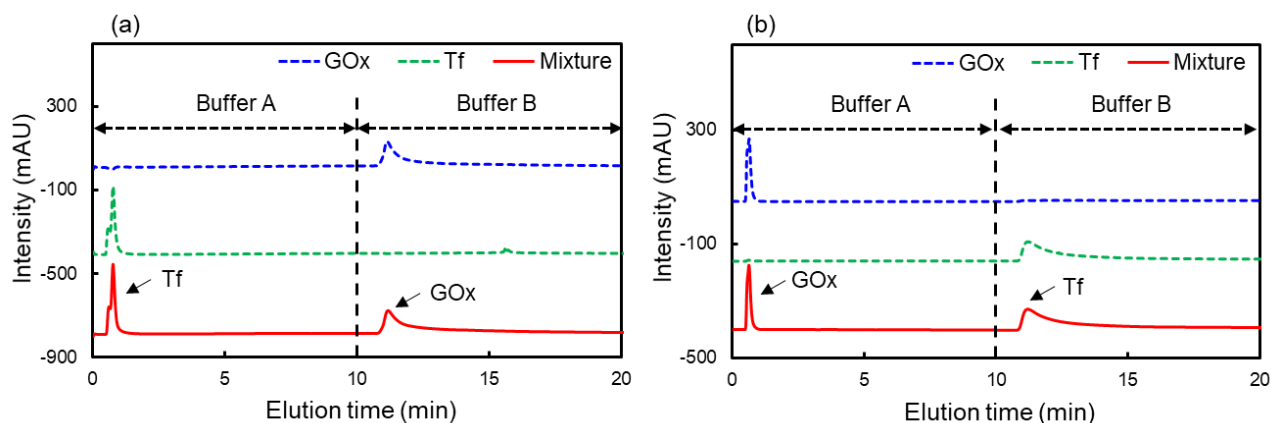 (a)
GOx Tf Mixture
Buffer A Buffer B
300
-100
-500
-900
Intensity (mAU)
Tf
GOx
0 5 10 15 20
Elution time (min)
(b)
GOx Tf Mixture
Buffer A Buffer B
300
-100
-500
Intensity (mAU)
GOx
Tf
0 5 10 15 20
Elution time (min)